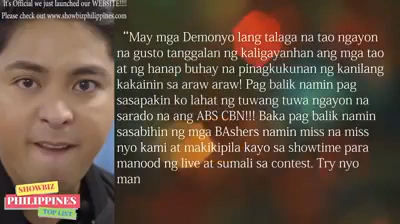 It's Official we just launched our WEBSITE!!!!
Please check out www.showbizphilippines.com
“May mga Demonyo lang talaga na tao ngayon
na gusto tanggalan ng kaligayahan ang mga tao
at ng hanap buhay na pinagkukunan ng kanilang
kakainin sa araw araw! Pag balik namin pag
sasapakin ko lahat ng tuwang tuwa ngayon na
sarado na ang ABS CBN!!! Baka pag balik namin
sasabihin ng mga BAshers namin miss na miss
nyo kami at makikipila kayo sa showtime para
manood ng live at sumali sa contest. Try nyo
man
SHOWBIZ
PHILIPPINES
TOP LIST